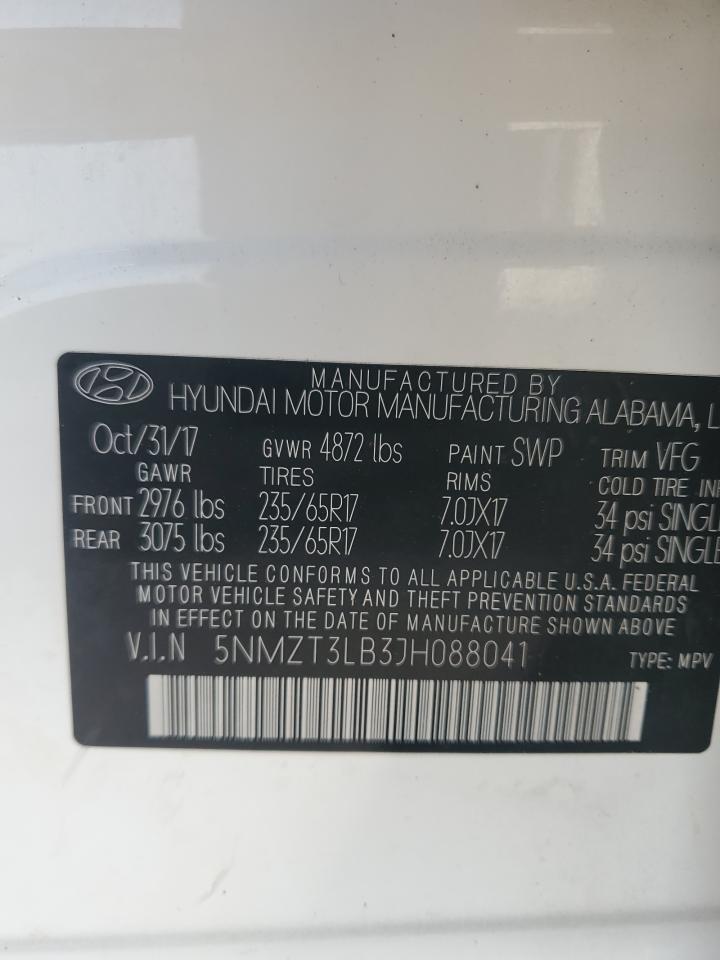 MANUFACTURED BY
HYUNDAI MOTOR MANUFACTURING ALABAMA, L
Oct/31/17 GVWR 4872 lbs PAINT SWP TRIM VFG
GAWR TIRES RIMS COLD TIRE
FRONT 2976 lbs 235/65R17 7.0JX17 34 psi SINGL
REAR 3075 lbs 235/65R17 7.0JX17 34 psi SINGLE
THIS VEHICLE CONFORMS TO ALL APPLICABLE U.S.A. FEDERAL
MOTOR VEHICLE SAFETY AND THEFT PREVENTION STANDARDS
IN EFFECT ON THE DATE OF MANUFACTURE SHOWN ABOVE
V.I.N 5NMZT3LB3JH088041 TYPE: MPV